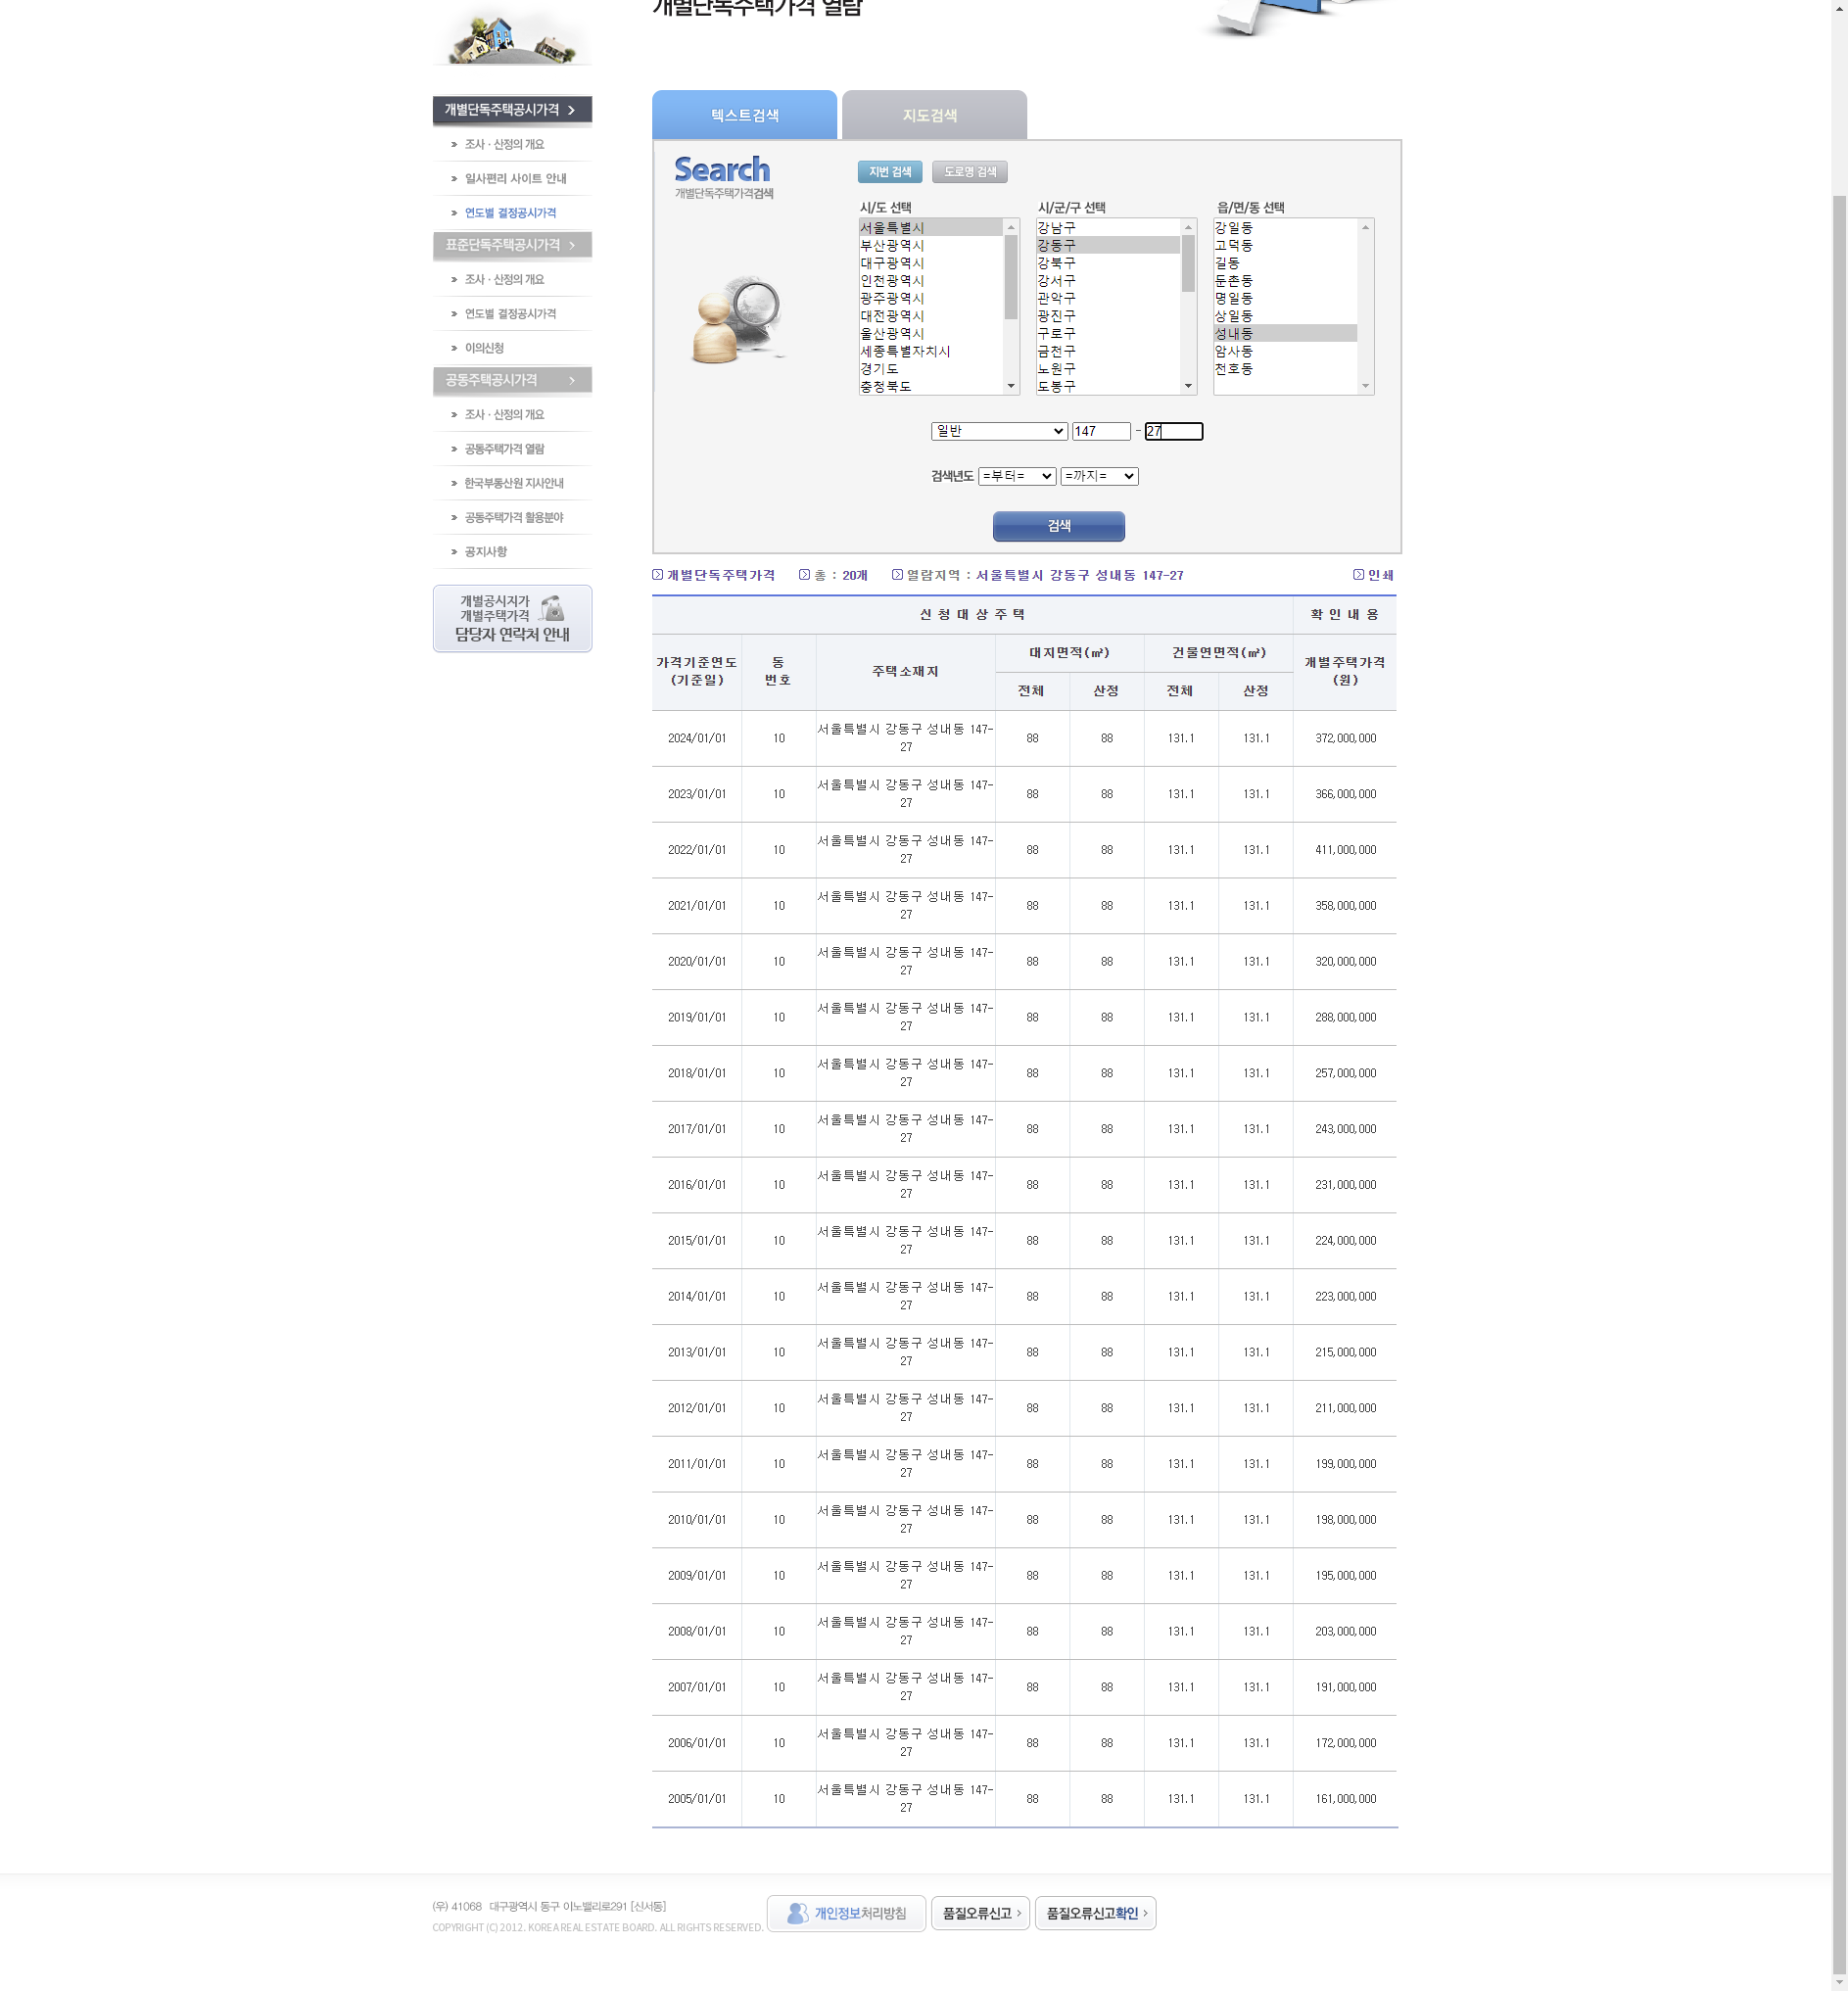 개별단독주택가격 열람
개별단독주택공시가격
조사 · 산정의 개요
일사편리 사이트 안내
연도별 결정공시가격
표준단독주택공시가격
조사 · 산정의 개요
연도별 결정공시가격
이의신청
공동주택공시가격
조사 · 산정의 개요
공동주택가격 열람
한국부동산원 지사안내
공동주택가격 활용분야
공지사항
개별공시지가
개별주택가격
담당자 연락처 안내
텍스트검색 지도검색
Search
개별단독주택가격검색
지번 검색 도로명 검색
시/도 선택 시/군/구 선택 읍/면/동 선택
서울특별시 강남구 강일동
부산광역시 강동구 고덕동
대구광역시 강북구 길동
인천광역시 강서구 둔촌동
광주광역시 관악구 명일동
대전광역시 광진구 상일동
울산광역시 구로구 성내동
세종특별자치시 금천구 암사동
경기도 노원구 천호동
충청북도 도봉구
일반 147 - 27
검색년도 =부터= =까지=
검색
개별단독주택가격 총 : 20개 열람지역 : 서울특별시 강동구 성내동 147-27 인쇄
신 청 대 상 주 택 확 인 내 용
가격기준연도 (기준일) 동 번호 주택소재지 대지면적(㎡) 건물연면적(㎡) 개별주택가격 (원)
전체 산정 전체 산정
2024/01/01 10 서울특별시 강동구 성내동 147-27 88 88 131.1 131.1 372,000,000
2023/01/01 10 서울특별시 강동구 성내동 147-27 88 88 131.1 131.1 366,000,000
2022/01/01 10 서울특별시 강동구 성내동 147-27 88 88 131.1 131.1 411,000,000
2021/01/01 10 서울특별시 강동구 성내동 147-27 88 88 131.1 131.1 358,000,000
2020/01/01 10 서울특별시 강동구 성내동 147-27 88 88 131.1 131.1 320,000,000
2019/01/01 10 서울특별시 강동구 성내동 147-27 88 88 131.1 131.1 288,000,000
2018/01/01 10 서울특별시 강동구 성내동 147-27 88 88 131.1 131.1 257,000,000
2017/01/01 10 서울특별시 강동구 성내동 147-27 88 88 131.1 131.1 243,000,000
2016/01/01 10 서울특별시 강동구 성내동 147-27 88 88 131.1 131.1 231,000,000
2015/01/01 10 서울특별시 강동구 성내동 147-27 88 88 131.1 131.1 224,000,000
2014/01/01 10 서울특별시 강동구 성내동 147-27 88 88 131.1 131.1 223,000,000
2013/01/01 10 서울특별시 강동구 성내동 147-27 88 88 131.1 131.1 215,000,000
2012/01/01 10 서울특별시 강동구 성내동 147-27 88 88 131.1 131.1 211,000,000
2011/01/01 10 서울특별시 강동구 성내동 147-27 88 88 131.1 131.1 199,000,000
2010/01/01 10 서울특별시 강동구 성내동 147-27 88 88 131.1 131.1 198,000,000
2009/01/01 10 서울특별시 강동구 성내동 147-27 88 88 131.1 131.1 195,000,000
2008/01/01 10 서울특별시 강동구 성내동 147-27 88 88 131.1 131.1 203,000,000
2007/01/01 10 서울특별시 강동구 성내동 147-27 88 88 131.1 131.1 191,000,000
2006/01/01 10 서울특별시 강동구 성내동 147-27 88 88 131.1 131.1 172,000,000
2005/01/01 10 서울특별시 강동구 성내동 147-27 88 88 131.1 131.1 161,000,000
(우) 41068 대구광역시 동구 이노밸리로291 [신서동]
COPYRIGHT (C) 2012. KOREA REAL ESTATE BOARD. ALL RIGHTS RESERVED.
개인정보처리방침 품질오류신고 품질오류신고확인